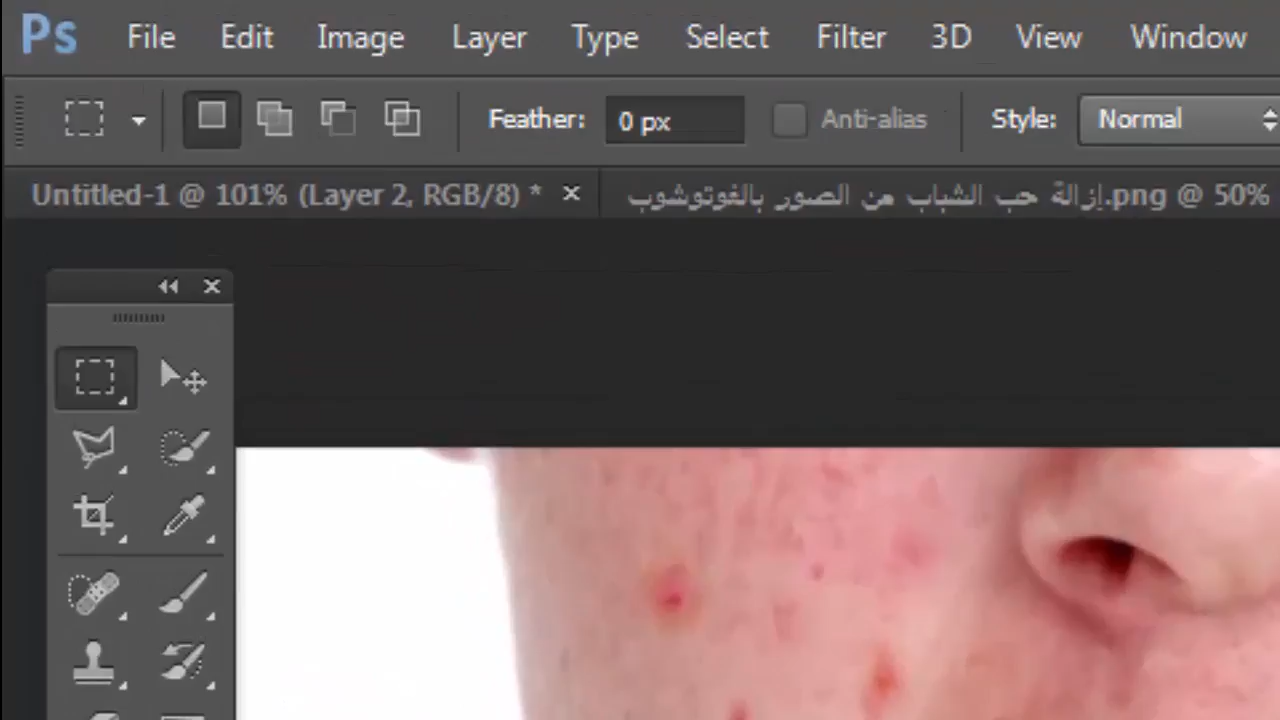 Ps File Edit Image Layer Type Select Filter 3D View Window
Feather: 0 px Anti-alias Style: Normal
Untitled-1 @ 101% (Layer 2, RGB/8) * × إزالة حب الشباب من الصور بالفوتوشوب.png @ 50%